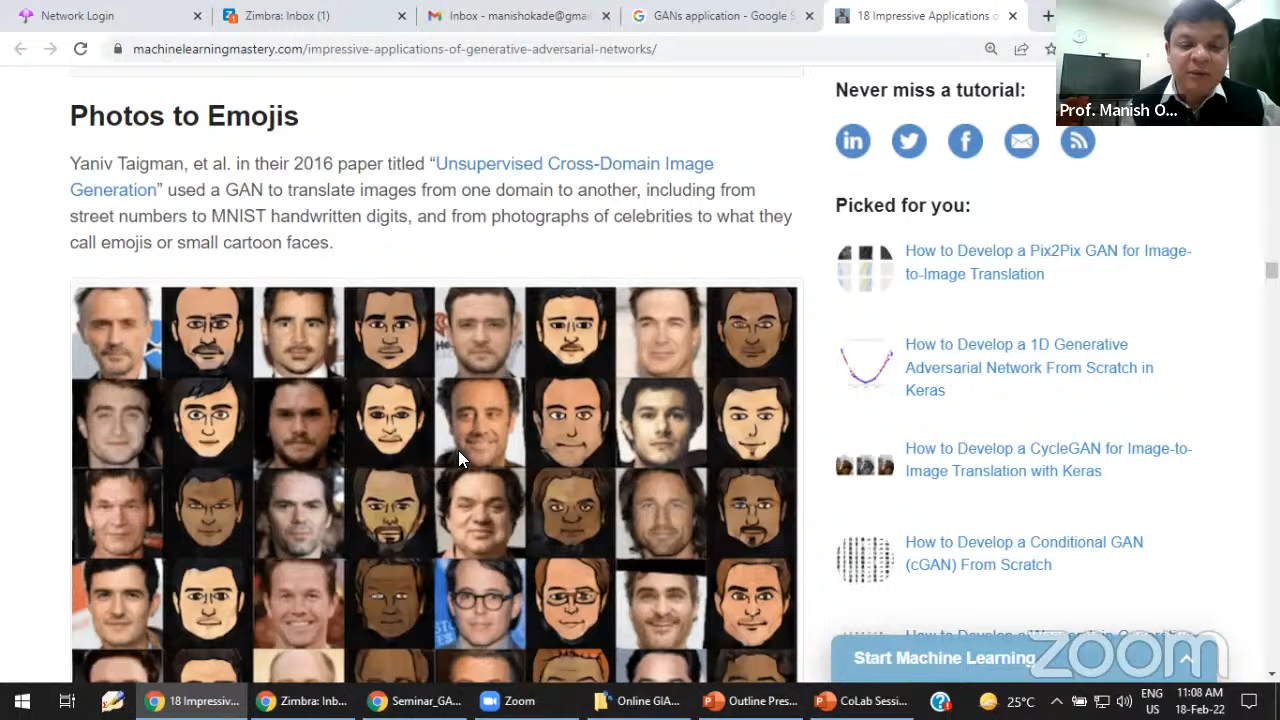 Network Login
Zimbra: Inbox (1)
Inbox - manishokade@gmai
GANs application - Google S
18 Impressive Applications o
machinelearningmastery.com/impressive-applications-of-generative-adversarial-networks/
Prof. Manish O...
Photos to Emojis
Yaniv Taigman, et al. in their 2016 paper titled “Unsupervised Cross-Domain Image
Generation” used a GAN to translate images from one domain to another, including from
street numbers to MNIST handwritten digits, and from photographs of celebrities to what they
call emojis or small cartoon faces.
Never miss a tutorial:
Picked for you:
How to Develop a Pix2Pix GAN for Image-
to-Image Translation
How to Develop a 1D Generative
Adversarial Network From Scratch in
Keras
How to Develop a CycleGAN for Image-to-
Image Translation with Keras
How to Develop a Conditional GAN
(cGAN) From Scratch
How to Develop a
Start Machine Learning
zoom
18 Impressiv...
Zimbra: Inb...
Seminar_GA...
Zoom
Online GIA...
Outline Pres...
CoLab Sessi...
25°C
ENG
US
11:08 AM
18-Feb-22